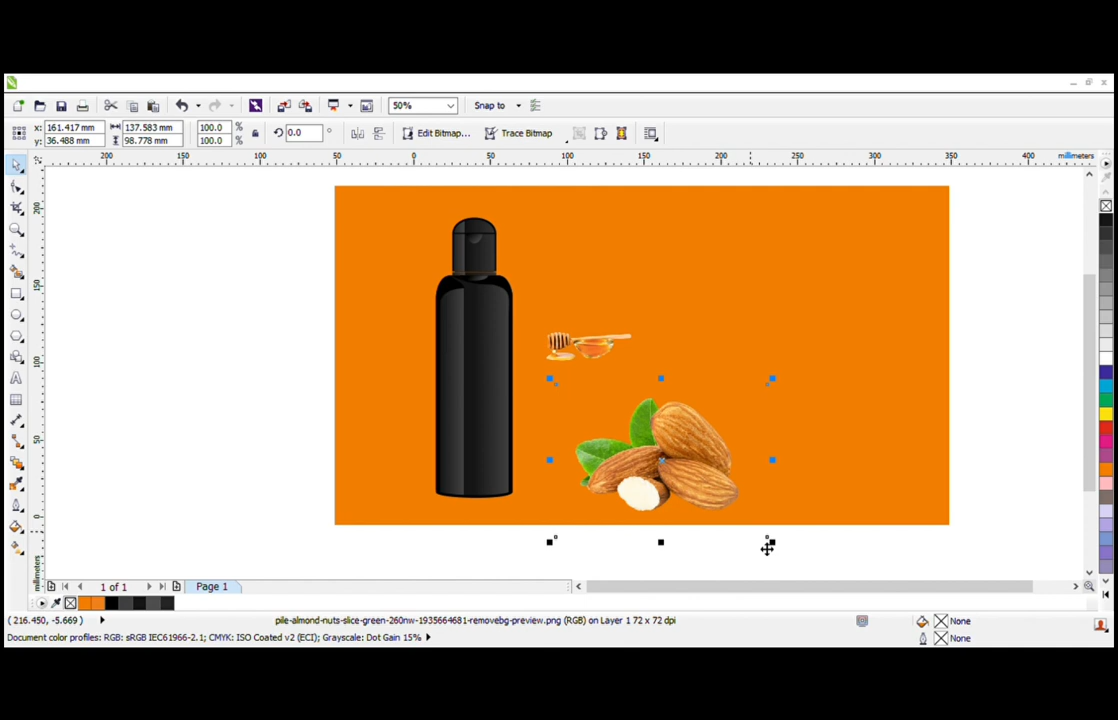 50%
Snap to
x: 161.417 mm 137.583 mm 100.0 % 0.0 ° Edit Bitmap... Trace Bitmap
y: 36.488 mm 98.778 mm 100.0 %
200 150 100 50 0 50 100 150 200 250 300 350 400 millimeters
200
150
100
50
0
millimeters
1 of 1 Page 1
( 216.450, -5.669 ) pile-almond-nuts-slice-green-260nw-1935664681-removebg-preview.png (RGB) on Layer 1 72 x 72 dpi None
Document color profiles: RGB: sRGB IEC61966-2.1; CMYK: ISO Coated v2 (ECI); Grayscale: Dot Gain 15% None